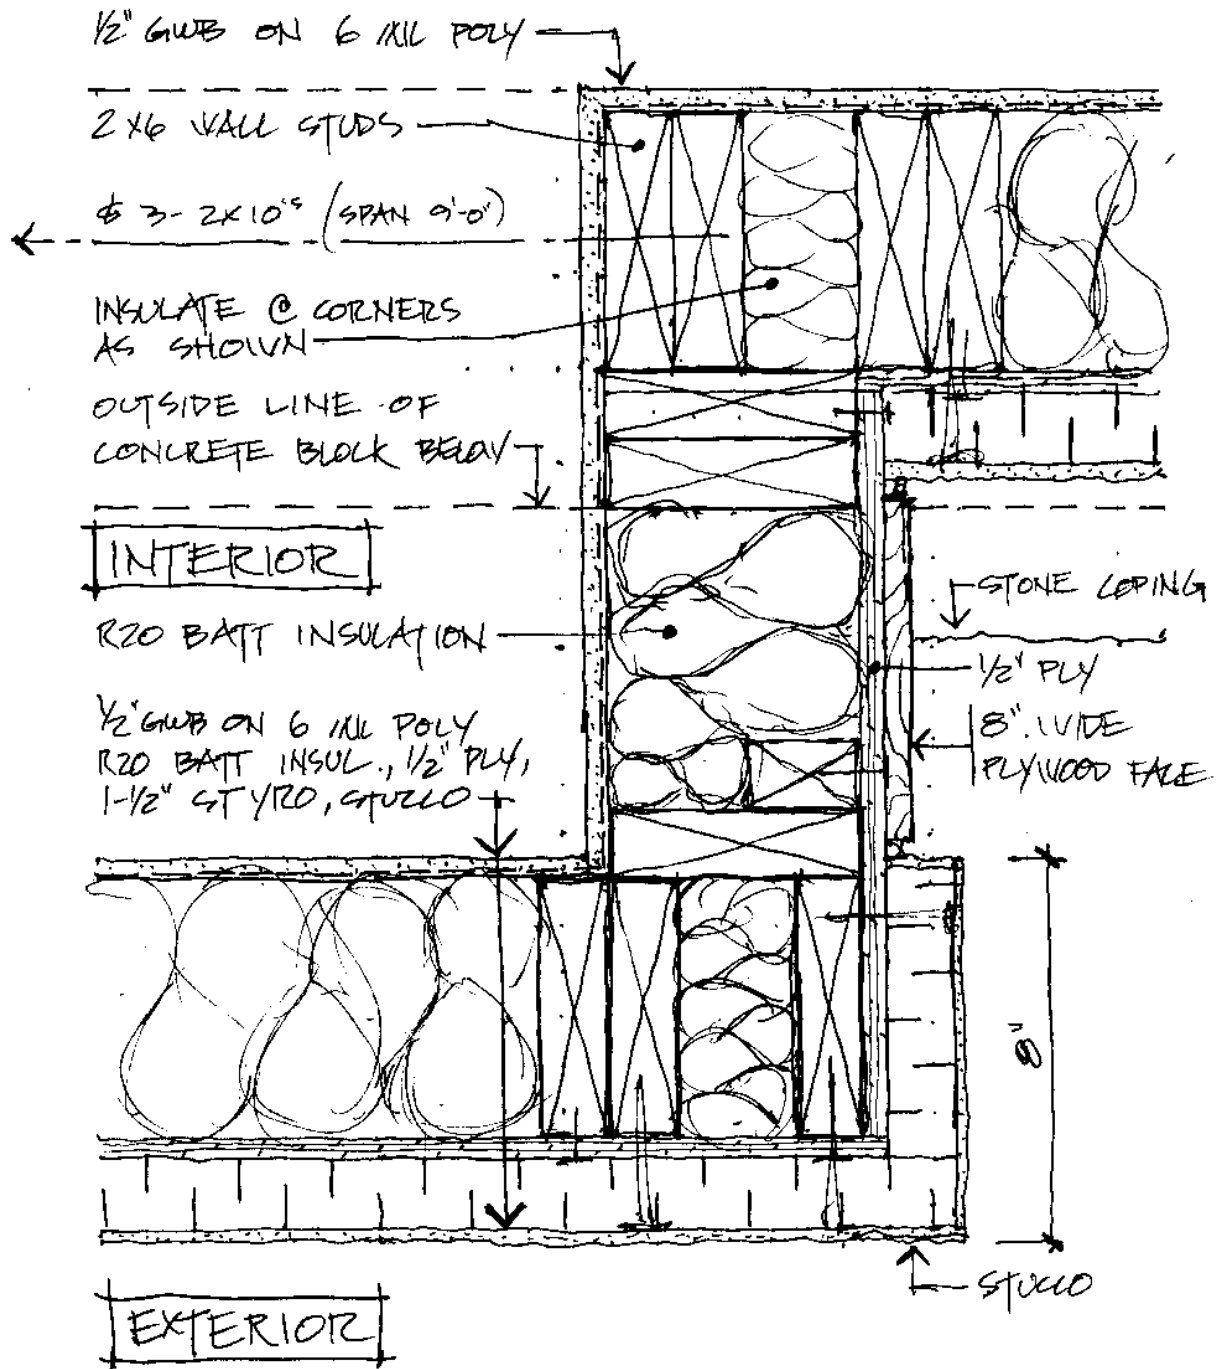 1/2" GWB ON 6 MIL POLY
2X6 WALL STUDS
& 3-2X10'S (SPAN 9'-0")
INSULATE @ CORNERS
AS SHOWN
OUTSIDE LINE OF
CONCRETE BLOCK BELOW
INTERIOR
STONE COPING
R20 BATT INSULATION
1/2" PLY
1/2" GWB ON 6 MIL POLY
R20 BATT INSUL., 1/2" PLY,
1-1/2" STYRO, STUCCO
8" WIDE
PLYWOOD FACE
8"
STUCCO
EXTERIOR